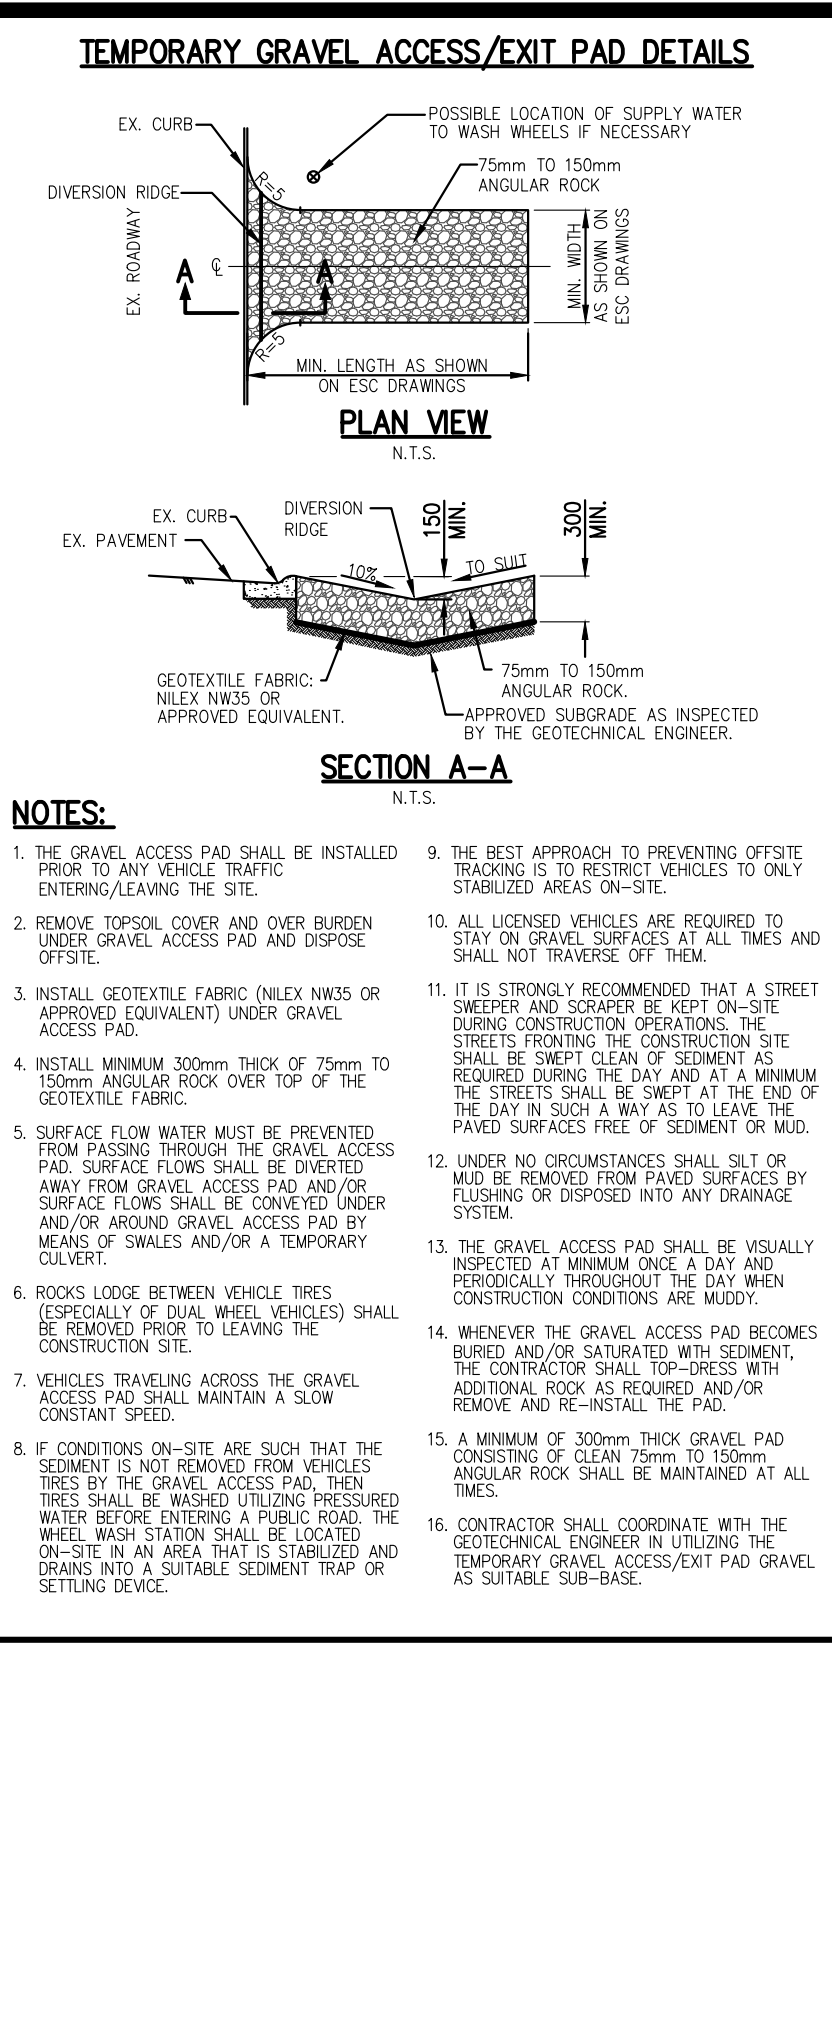 TEMPORARY GRAVEL ACCESS/EXIT PAD DETAILS
EX. CURB
POSSIBLE LOCATION OF SUPPLY WATER
TO WASH WHEELS IF NECESSARY
75mm TO 150mm
ANGULAR ROCK
DIVERSION RIDGE
R=5
EX. ROADWAY
A
℄
A
MIN. WIDTH
AS SHOWN ON
ESC DRAWINGS
R=5
MIN. LENGTH AS SHOWN
ON ESC DRAWINGS
PLAN VIEW
N.T.S.
EX. CURB
EX. PAVEMENT
DIVERSION
RIDGE
150
MIN.
300
MIN.
10%
TO SUIT
GEOTEXTILE FABRIC:
NILEX NW35 OR
APPROVED EQUIVALENT.
75mm TO 150mm
ANGULAR ROCK.
APPROVED SUBGRADE AS INSPECTED
BY THE GEOTECHNICAL ENGINEER.
SECTION A-A
N.T.S.
NOTES:
1. THE GRAVEL ACCESS PAD SHALL BE INSTALLED
PRIOR TO ANY VEHICLE TRAFFIC
ENTERING/LEAVING THE SITE.
2. REMOVE TOPSOIL COVER AND OVER BURDEN
UNDER GRAVEL ACCESS PAD AND DISPOSE
OFFSITE.
3. INSTALL GEOTEXTILE FABRIC (NILEX NW35 OR
APPROVED EQUIVALENT) UNDER GRAVEL
ACCESS PAD.
4. INSTALL MINIMUM 300mm THICK OF 75mm TO
150mm ANGULAR ROCK OVER TOP OF THE
GEOTEXTILE FABRIC.
5. SURFACE FLOW WATER MUST BE PREVENTED
FROM PASSING THROUGH THE GRAVEL ACCESS
PAD. SURFACE FLOWS SHALL BE DIVERTED
AWAY FROM GRAVEL ACCESS PAD AND/OR
SURFACE FLOWS SHALL BE CONVEYED UNDER
AND/OR AROUND GRAVEL ACCESS PAD BY
MEANS OF SWALES AND/OR A TEMPORARY
CULVERT.
6. ROCKS LODGE BETWEEN VEHICLE TIRES
(ESPECIALLY OF DUAL WHEEL VEHICLES) SHALL
BE REMOVED PRIOR TO LEAVING THE
CONSTRUCTION SITE.
7. VEHICLES TRAVELING ACROSS THE GRAVEL
ACCESS PAD SHALL MAINTAIN A SLOW
CONSTANT SPEED.
8. IF CONDITIONS ON-SITE ARE SUCH THAT THE
SEDIMENT IS NOT REMOVED FROM VEHICLES
TIRES BY THE GRAVEL ACCESS PAD, THEN
TIRES SHALL BE WASHED UTILIZING PRESSURED
WATER BEFORE ENTERING A PUBLIC ROAD. THE
WHEEL WASH STATION SHALL BE LOCATED
ON-SITE IN AN AREA THAT IS STABILIZED AND
DRAINS INTO A SUITABLE SEDIMENT TRAP OR
SETTLING DEVICE.
9. THE BEST APPROACH TO PREVENTING OFFSITE
TRACKING IS TO RESTRICT VEHICLES TO ONLY
STABILIZED AREAS ON-SITE.
10. ALL LICENSED VEHICLES ARE REQUIRED TO
STAY ON GRAVEL SURFACES AT ALL TIMES AND
SHALL NOT TRAVERSE OFF THEM.
11. IT IS STRONGLY RECOMMENDED THAT A STREET
SWEEPER AND SCRAPER BE KEPT ON-SITE
DURING CONSTRUCTION OPERATIONS. THE
STREETS FRONTING THE CONSTRUCTION SITE
SHALL BE SWEPT CLEAN OF SEDIMENT AS
REQUIRED DURING THE DAY AND AT A MINIMUM
THE STREETS SHALL BE SWEPT AT THE END OF
THE DAY IN SUCH A WAY AS TO LEAVE THE
PAVED SURFACES FREE OF SEDIMENT OR MUD.
12. UNDER NO CIRCUMSTANCES SHALL SILT OR
MUD BE REMOVED FROM PAVED SURFACES BY
FLUSHING OR DISPOSED INTO ANY DRAINAGE
SYSTEM.
13. THE GRAVEL ACCESS PAD SHALL BE VISUALLY
INSPECTED AT MINIMUM ONCE A DAY AND
PERIODICALLY THROUGHOUT THE DAY WHEN
CONSTRUCTION CONDITIONS ARE MUDDY.
14. WHENEVER THE GRAVEL ACCESS PAD BECOMES
BURIED AND/OR SATURATED WITH SEDIMENT,
THE CONTRACTOR SHALL TOP-DRESS WITH
ADDITIONAL ROCK AS REQUIRED AND/OR
REMOVE AND RE-INSTALL THE PAD.
15. A MINIMUM OF 300mm THICK GRAVEL PAD
CONSISTING OF CLEAN 75mm TO 150mm
ANGULAR ROCK SHALL BE MAINTAINED AT ALL
TIMES.
16. CONTRACTOR SHALL COORDINATE WITH THE
GEOTECHNICAL ENGINEER IN UTILIZING THE
TEMPORARY GRAVEL ACCESS/EXIT PAD GRAVEL
AS SUITABLE SUB-BASE.